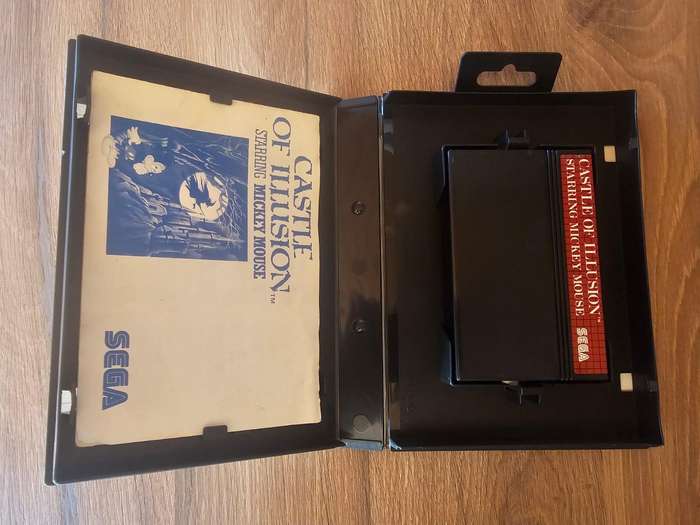 CASTLE
OF ILLUSION™
STARRING MICKEY MOUSE
SEGA
CASTLE OF ILLUSION™
STARRING MICKEY MOUSE
SEGA